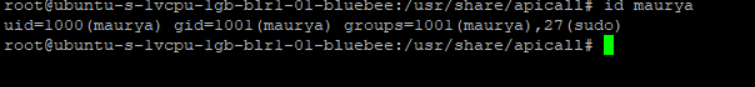 root@ubuntu-s-1vcpu-1gb-blr1-01-bluebee:/usr/share/apicall# id maurya
uid=1000(maurya) gid=1001(maurya) groups=1001(maurya),27(sudo)
root@ubuntu-s-1vcpu-1gb-blr1-01-bluebee:/usr/share/apicall#